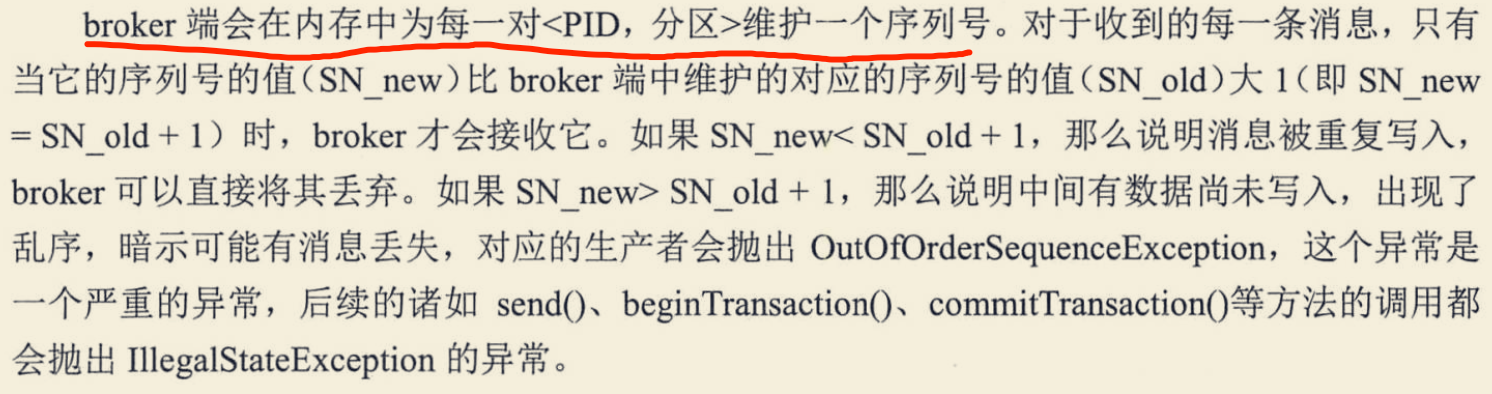 broker 端会在内存中为每一对<PID，分区>维护一个序列号。对于收到的每一条消息，只有
当它的序列号的值（SN_new）比 broker 端中维护的对应的序列号的值（SN_old）大 1（即 SN_new
= SN_old + 1）时，broker 才会接收它。如果 SN_new< SN_old + 1，那么说明消息被重复写入，
broker 可以直接将其丢弃。如果 SN_new> SN_old + 1，那么说明中间有数据尚未写入，出现了
乱序，暗示可能有消息丢失，对应的生产者会抛出 OutOfOrderSequenceException，这个异常是
一个严重的异常，后续的诸如 send()、beginTransaction()、commitTransaction()等方法的调用都
会抛出 IllegalStateException 的异常。